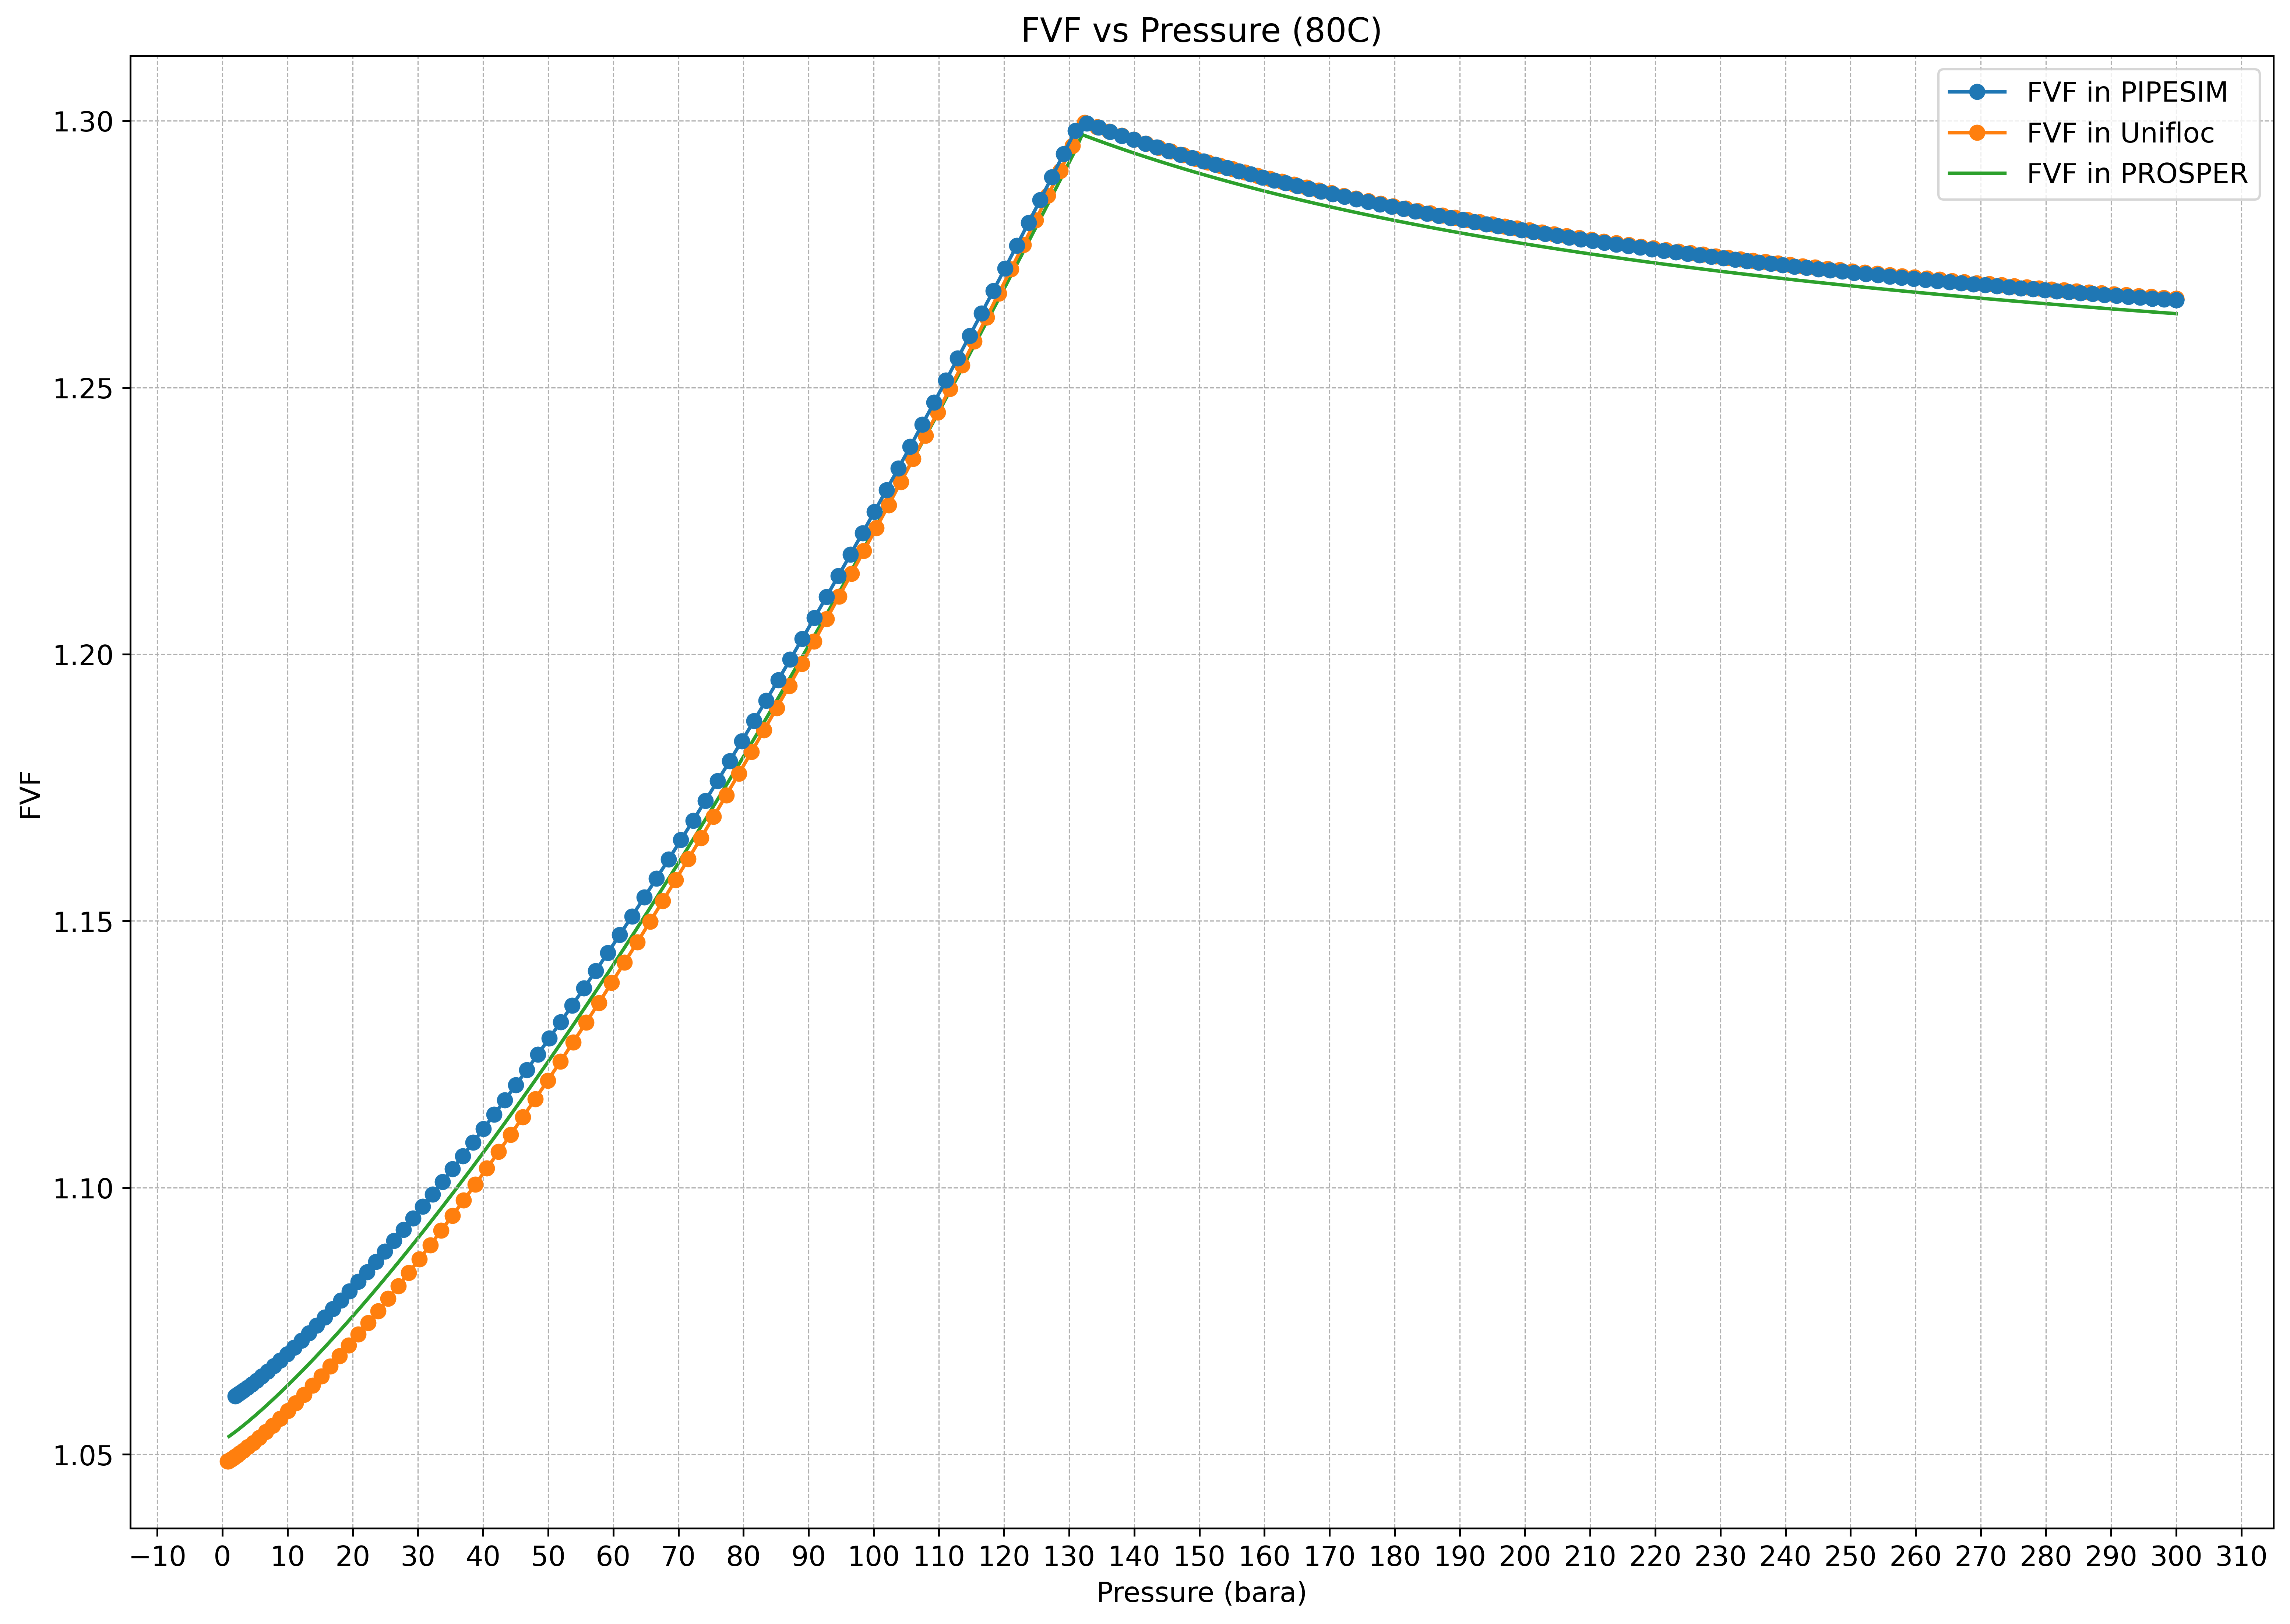 FVF vs Pressure (80C)
FVF in PIPESIM
FVF in Unifloc
FVF in PROSPER
1.30
1.25
1.20
1.15
1.10
1.05
FVF
−10 0 10 20 30 40 50 60 70 80 90 100 110 120 130 140 150 160 170 180 190 200 210 220 230 240 250 260 270 280 290 300 310
Pressure (bara)